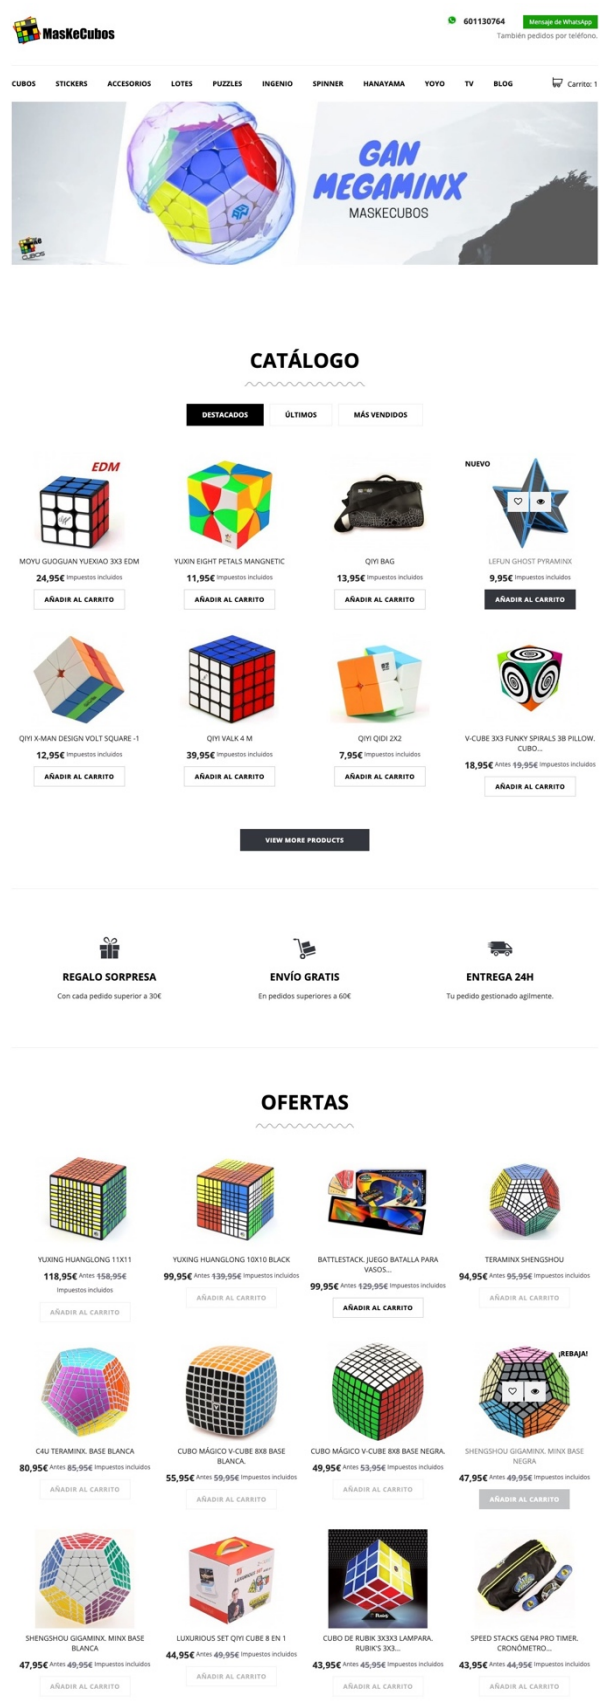 MasKeCubos
601130764
Mensaje de WhatsApp
También pedidos por teléfono.
CUBOS STICKERS ACCESORIOS LOTES PUZZLES INGENIO SPINNER HANAYAMA YOYO TV BLOG Carrito: 1
GAN
MEGAMINX
MASKECUBOS
MasKe
CUBOS
CATÁLOGO
DESTACADOS ÚLTIMOS MÁS VENDIDOS
EDM
NUEVO
MOYU GUOGUAN YUEXIAO 3X3 EDM
24,95€ Impuestos incluidos
AÑADIR AL CARRITO
YUXIN EIGHT PETALS MANGNETIC
11,95€ Impuestos incluidos
AÑADIR AL CARRITO
QIYI BAG
13,95€ Impuestos incluidos
AÑADIR AL CARRITO
LEFUN GHOST PYRAMINX
9,95€ Impuestos incluidos
AÑADIR AL CARRITO
QIYI X-MAN DESIGN VOLT SQUARE -1
12,95€ Impuestos incluidos
AÑADIR AL CARRITO
QIYI VALK 4 M
39,95€ Impuestos incluidos
AÑADIR AL CARRITO
QIYI QIDI 2X2
7,95€ Impuestos incluidos
AÑADIR AL CARRITO
V-CUBE 3X3 FUNKY SPIRALS 3B PILLOW.
CUBO...
18,95€ Antes 19,95€ Impuestos incluidos
AÑADIR AL CARRITO
VIEW MORE PRODUCTS
REGALO SORPRESA
Con cada pedido superior a 30€
ENVÍO GRATIS
En pedidos superiores a 60€
ENTREGA 24H
Tu pedido gestionado agilmente.
OFERTAS
YUXING HUANGLONG 11X11
118,95€ Antes 158,95€
Impuestos incluidos
AÑADIR AL CARRITO
YUXING HUANGLONG 10X10 BLACK
99,95€ Antes 139,95€ Impuestos incluidos
AÑADIR AL CARRITO
BATTLESTACK. JUEGO BATALLA PARA
VASOS...
99,95€ Antes 129,95€ Impuestos incluidos
AÑADIR AL CARRITO
TERAMINX SHENGSHOU
94,95€ Antes 95,95€ Impuestos incluidos
AÑADIR AL CARRITO
¡REBAJA!
C4U TERAMINX. BASE BLANCA
80,95€ Antes 85,95€ Impuestos incluidos
AÑADIR AL CARRITO
CUBO MÁGICO V-CUBE 8X8 BASE
BLANCA.
55,95€ Antes 59,95€ Impuestos incluidos
AÑADIR AL CARRITO
CUBO MÁGICO V-CUBE 8X8 BASE NEGRA.
49,95€ Antes 53,95€ Impuestos incluidos
AÑADIR AL CARRITO
SHENGSHOU GIGAMINX. MINX BASE
NEGRA
47,95€ Antes 49,95€ Impuestos incluidos
AÑADIR AL CARRITO
SHENGSHOU GIGAMINX. MINX BASE
BLANCA
47,95€ Antes 49,95€ Impuestos incluidos
AÑADIR AL CARRITO
LUXURIOUS SET QIYI CUBE 8 EN 1
44,95€ Antes 49,95€ Impuestos incluidos
AÑADIR AL CARRITO
Rubik's
CUBO DE RUBIK 3X3X3 LAMPARA.
RUBIK'S 3X3...
43,95€ Antes 45,95€ Impuestos incluidos
AÑADIR AL CARRITO
SPEED STACKS GEN4 PRO TIMER.
CRONÓMETRO...
43,95€ Antes 44,95€ Impuestos incluidos
AÑADIR AL CARRITO